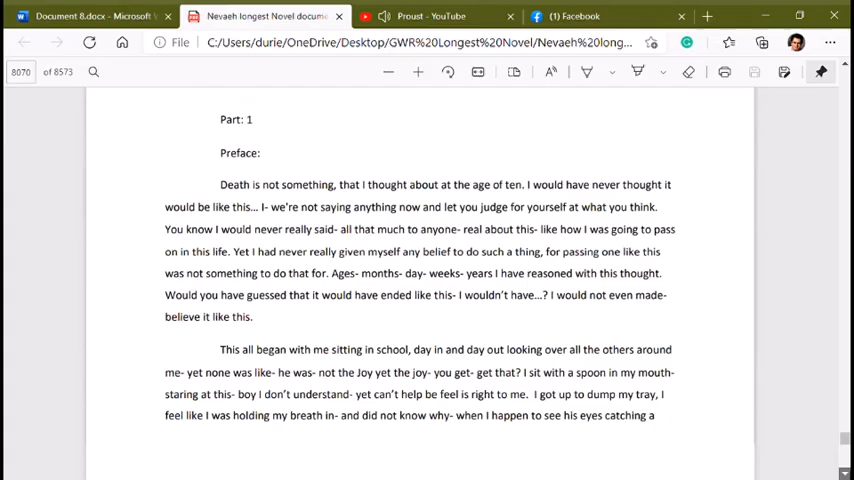 Document 8.docx - Microsoft W
Nevaeh longest Novel docume
Proust - YouTube
(1) Facebook
File
C:/Users/durie/OneDrive/Desktop/GWR%20Longest%20Novel/Nevaeh%20long...
8070 of 8573
Part: 1
Preface:
Death is not something, that I thought about at the age of ten. I would have never thought it
would be like this... I- we're not saying anything now and let you judge for yourself at what you think.
You know I would never really said- all that much to anyone- real about this- like how I was going to pass
on in this life. Yet I had never really given myself any belief to do such a thing, for passing one like this
was not something to do that for. Ages- months- day- weeks- years I have reasoned with this thought.
Would you have guessed that it would have ended like this- I wouldn't have...? I would not even made-
believe it like this.
This all began with me sitting in school, day in and day out looking over all the others around
me- yet none was like- he was- not the Joy yet the joy- you get- get that? I sit with a spoon in my mouth-
staring at this- boy I don't understand- yet can't help be feel is right to me. I got up to dump my tray, I
feel like I was holding my breath in- and did not know why- when I happen to see his eyes catching a